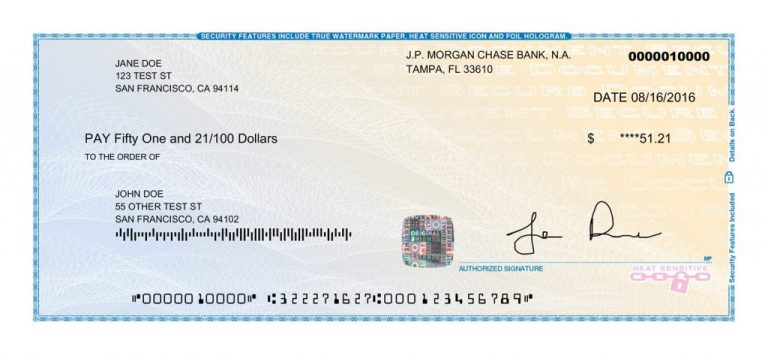 SECURITY FEATURES INCLUDE TRUE WATERMARK PAPER, HEAT SENSITIVE ICON AND FOIL HOLOGRAM.
JANE DOE
123 TEST ST
SAN FRANCISCO, CA 94114
J.P. MORGAN CHASE BANK, N.A.
TAMPA, FL 33610
0000010000
DATE 08/16/2016
PAY Fifty One and 21/100 Dollars
$ ****51.21
TO THE ORDER OF
JOHN DOE
55 OTHER TEST ST
SAN FRANCISCO, CA 94102
AUTHORIZED SIGNATURE
MP
HEAT SENSITIVE
⑈0000010000⑈ ⑆322271627⑆000123456789⑈
Security Features Included
Details on Back.